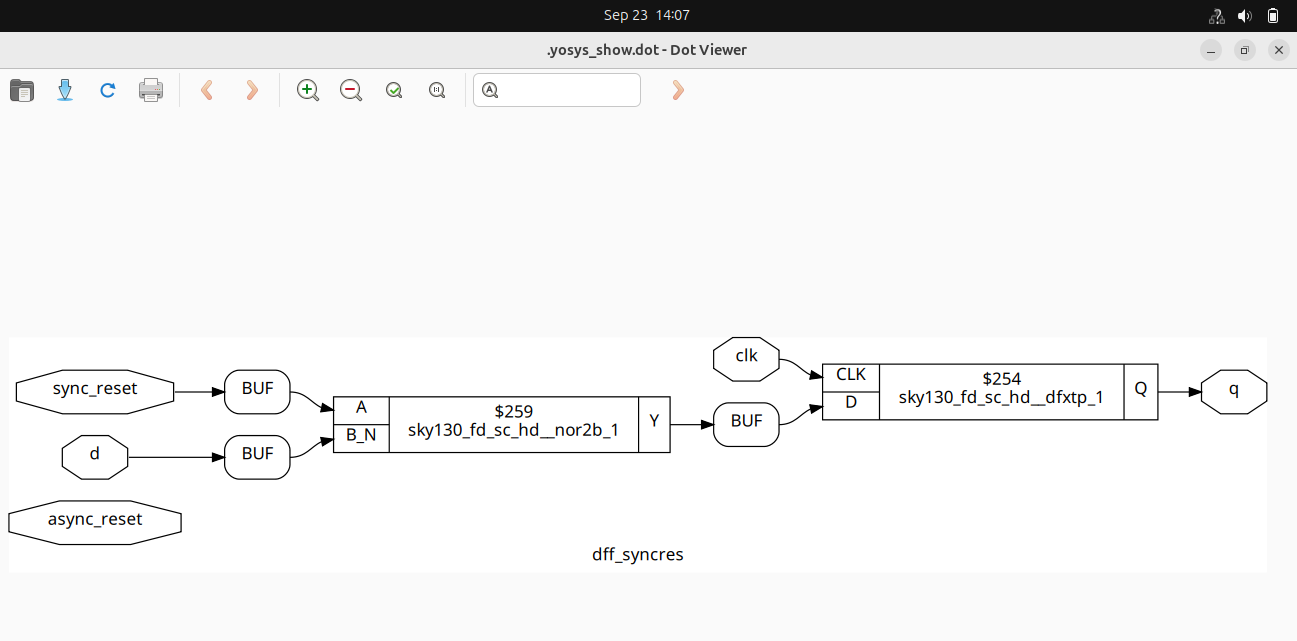 Sep 23 14:07
.yosys_show.dot - Dot Viewer
A
sync_reset
BUF
d
BUF
async_reset
A
B_N
$259
sky130_fd_sc_hd__nor2b_1
Y
clk
BUF
CLK
D
$254
sky130_fd_sc_hd__dfxtp_1
Q
q
dff_syncres